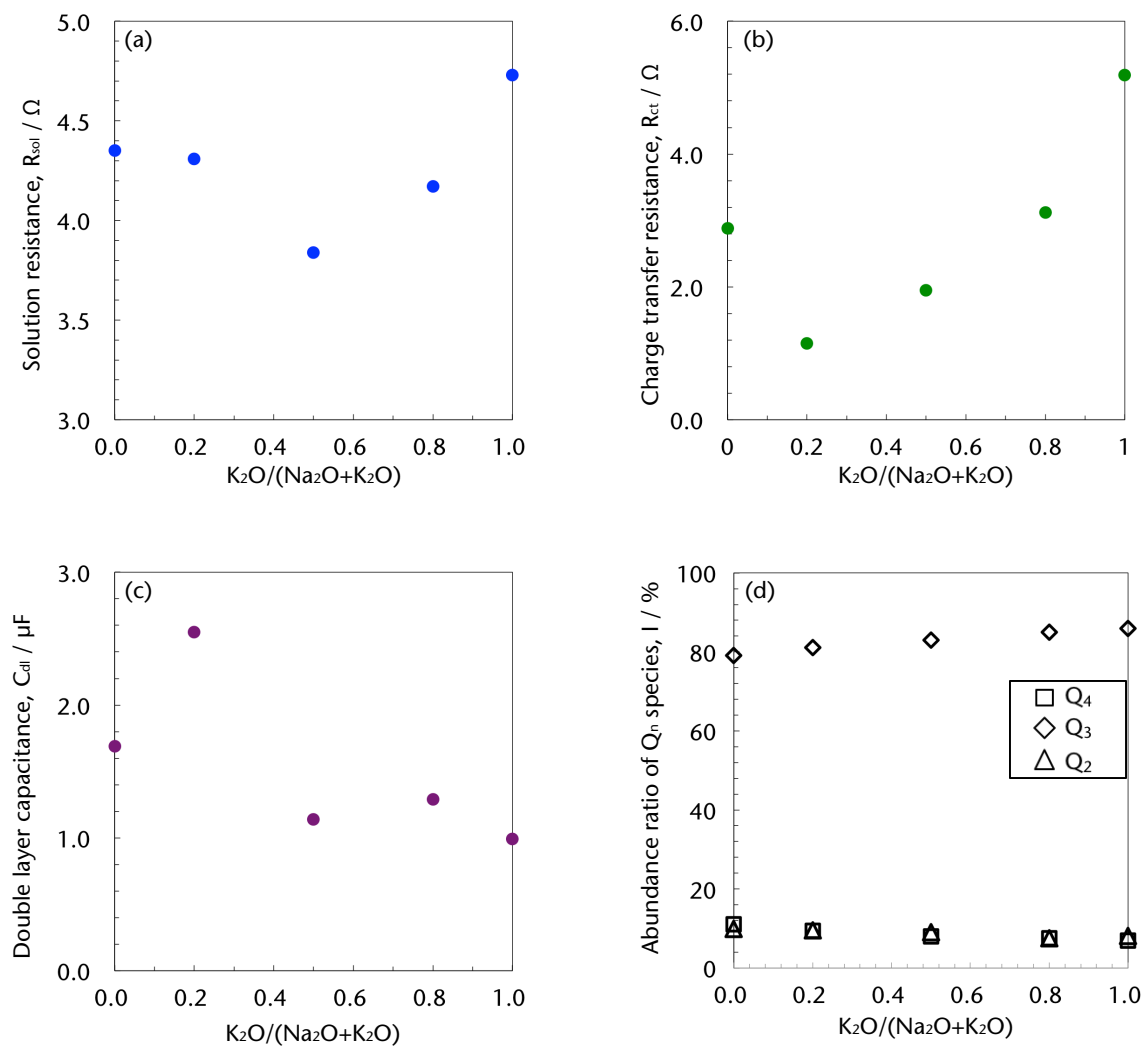 (a)
Solution resistance, Rsol / Ω
5.0
4.5
4.0
3.5
3.0
0.0 0.2 0.4 0.6 0.8 1.0
K2O/(Na2O+K2O)
(b)
Charge transfer resistance, Rct / Ω
6.0
4.0
2.0
0.0
0 0.2 0.4 0.6 0.8 1
K2O/(Na2O+K2O)
(c)
Double layer capacitance, Cdl / µF
3.0
2.0
1.0
0.0
0.0 0.2 0.4 0.6 0.8 1.0
K2O/(Na2O+K2O)
(d)
Abundance ratio of Qn species, I / %
100
80
60
40
20
0
Q4
Q3
Q2
0.0 0.2 0.4 0.6 0.8 1.0
K2O/(Na2O+K2O)